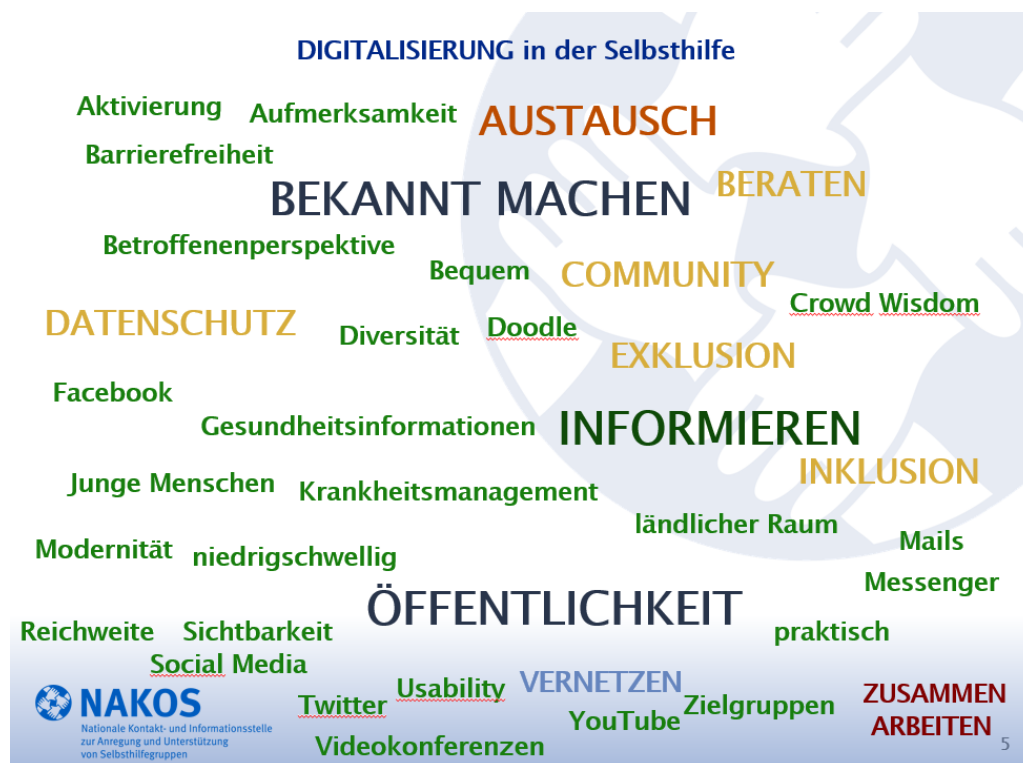 DIGITALISIERUNG in der Selbsthilfe
Aktivierung
Aufmerksamkeit
AUSTAUSCH
Barrierefreiheit
BEKANNT MACHEN
BERATEN
Betroffenenperspektive
Bequem
COMMUNITY
Crowd Wisdom
DATENSCHUTZ
Diversität
Doodle
EXKLUSION
Facebook
Gesundheitsinformationen
INFORMIEREN
INKLUSION
Junge Menschen
Krankheitsmanagement
ländlicher Raum
Mails
Modernität
niedrigschwellig
Messenger
ÖFFENTLICHKEIT
Reichweite
Sichtbarkeit
praktisch
Social Media
Twitter
Usability
VERNETZEN
YouTube
Zielgruppen
ZUSAMMEN
ARBEITEN
Videokonferenzen
NAKOS
Nationale Kontakt- und Informationsstelle
zur Anregung und Unterstützung
von Selbsthilfegruppen
5